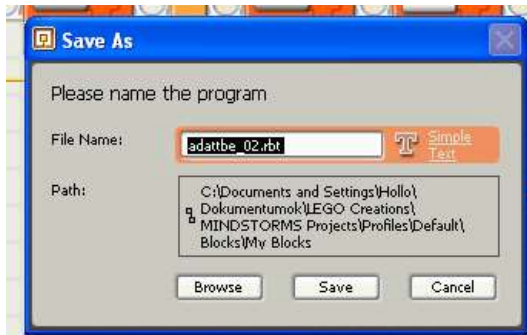 Save As
Please name the program
File Name:
adattbe_02.rbt
Simple
Text
Path:
C:\Documents and Settings\Hollo\
Dokumentumok\LEGO Creations\
MINDSTORMS Projects\Profiles\Default\
Blocks\My Blocks
Browse Save Cancel